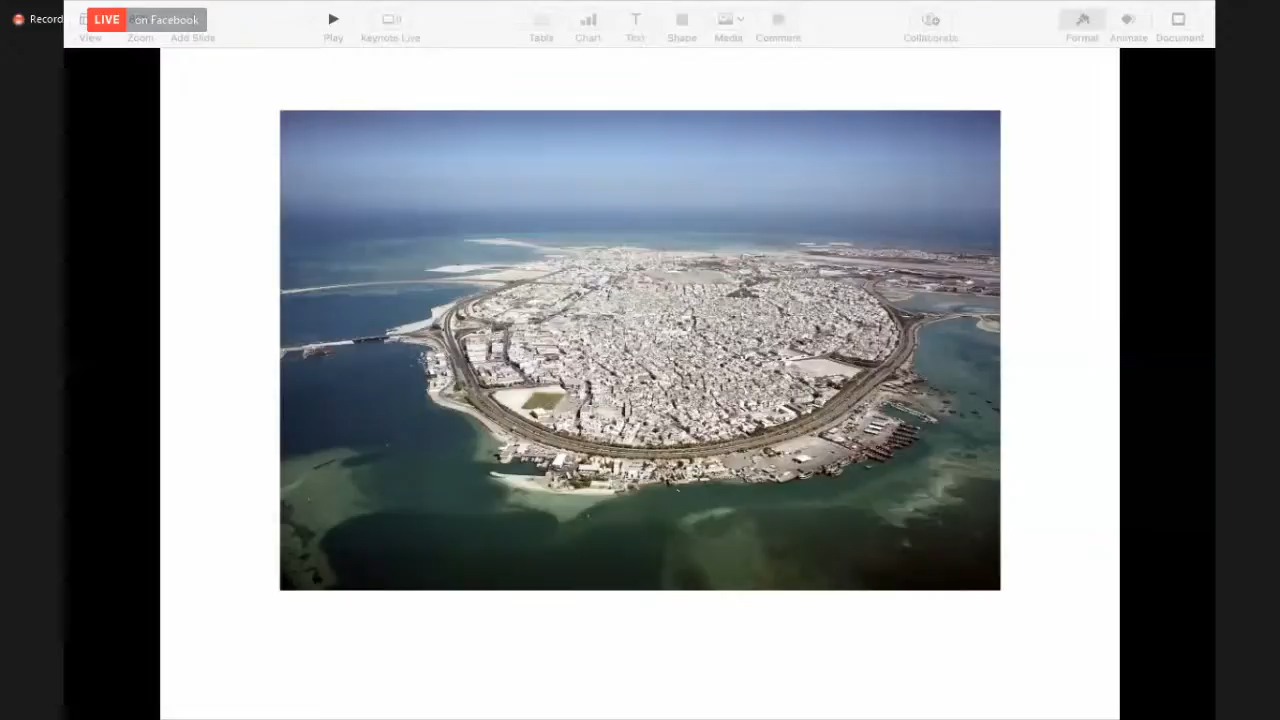 Record
LIVE on Facebook
View Zoom Add Slide Play Keynote Live Table Chart Text Shape Media Comment Collaborate Format Animate Document